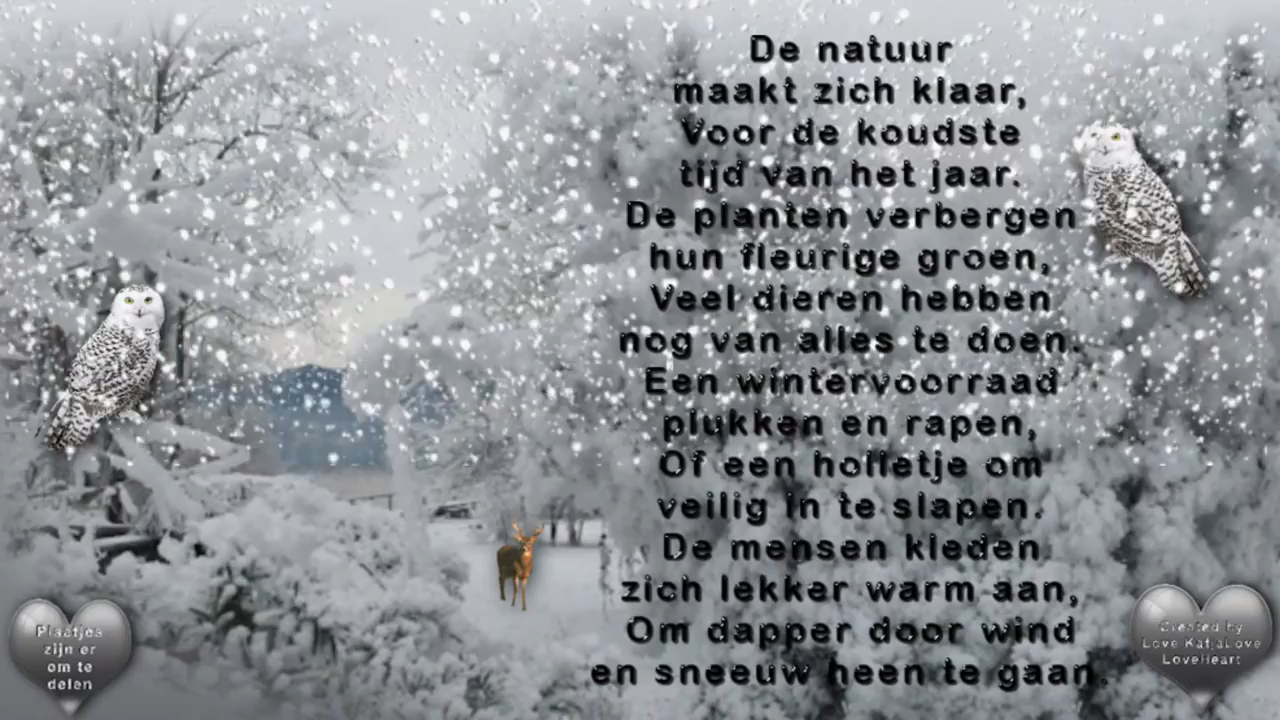 De natuur
maakt zich klaar,
Voor de koudste
tijd van het jaar.
De planten verbergen
hun fleurige groen,
Veel dieren hebben
nog van alles te doen.
Een wintervoorraad
plukken en rapen,
Of een holletje om
veilig in te slapen.
De mensen kleden
zich lekker warm aan,
Om dapper door wind
en sneeuw heen te gaan.
Plaatjes
zijn er
om te
delen
Created by
Love KatjaLove
LoveHeart